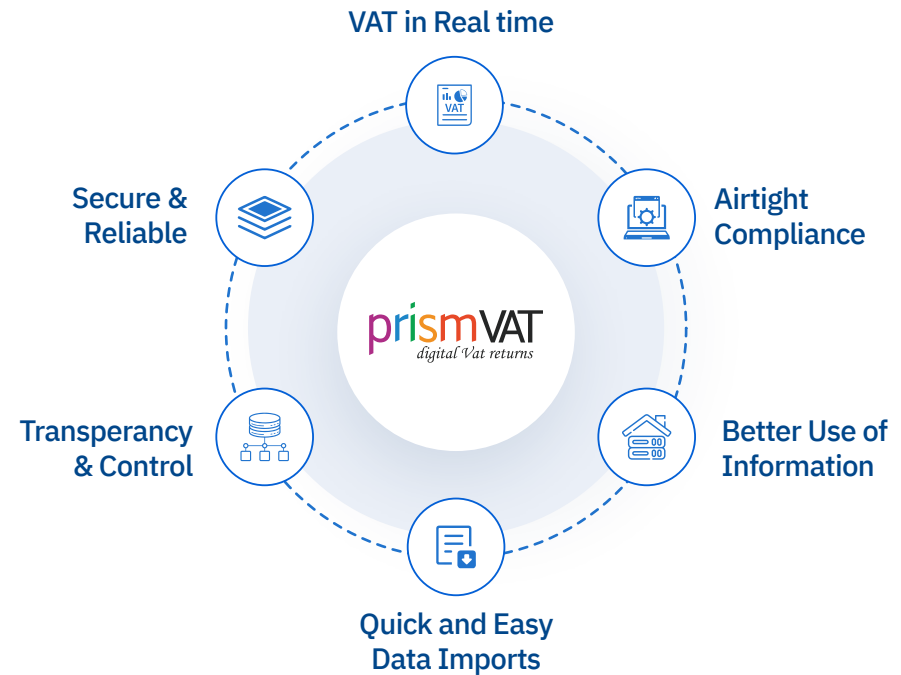 VAT in Real time
VAT
Secure &
Reliable
Airtight
Compliance
prismVAT
digital Vat returns
Transperancy
& Control
Better Use of
Information
Quick and Easy
Data Imports